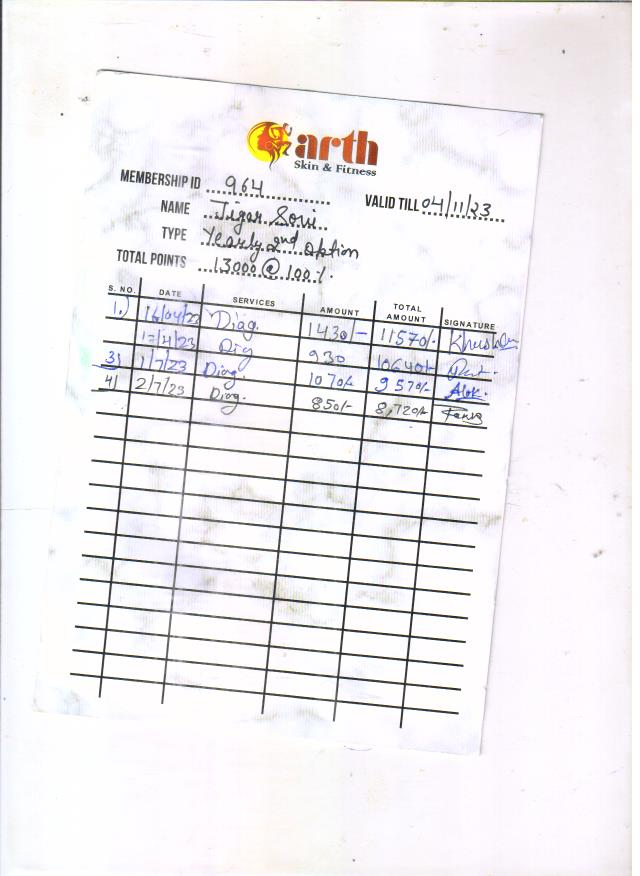 arth
Skin & Fitness
MEMBERSHIP ID 964 VALID TILL 04/11/23
NAME Jigar Soni
TYPE Yearly 2nd option
TOTAL POINTS 13000 @ 100%.
S. NO. DATE SERVICES AMOUNT TOTAL AMOUNT SIGNATURE
1.) 16/04/23 Diag. 1430/- 11570/-
17/4/23 Dig 930 10640/-
3) 1/7/23 Diag. 1070/- 9570/- Alok.
4) 2/7/23 Diag. 850/- 8,720/-